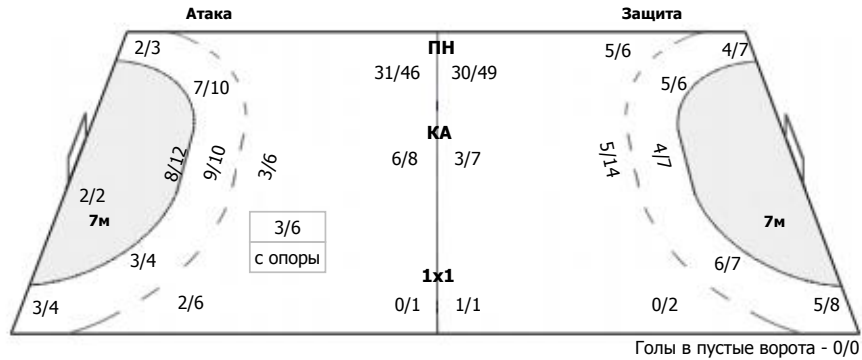 Атака
Защита
ПН
2/3
5/6
4/7
31/46
30/49
7/10
5/6
КА
8/12
9/10
3/6
6/8
3/7
5/14
4/7
2/2
7м
7м
3/6
с опоры
3/4
6/7
1х1
3/4
2/6
0/1
1/1
0/2
5/8
Голы в пустые ворота - 0/0